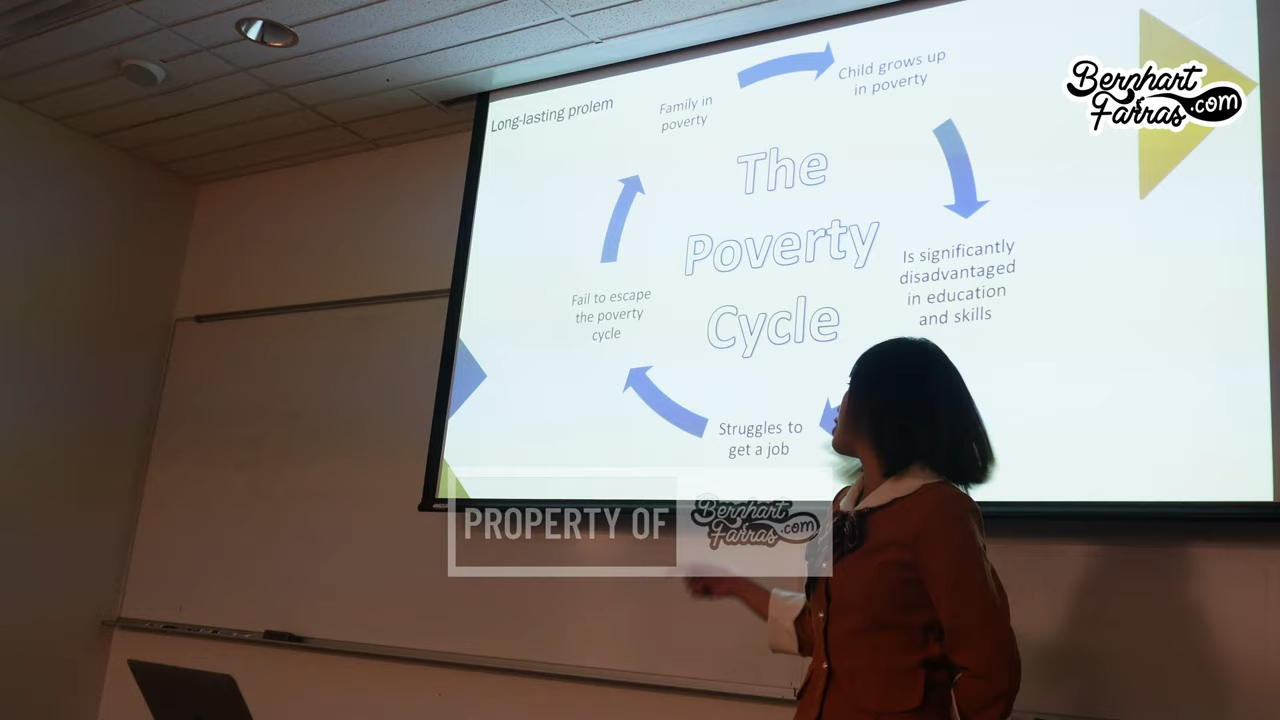 Long-lasting prolem
Family in
poverty
Child grows up
in poverty
Is significantly
disadvantaged
in education
and skills
Struggles to
get a job
Fail to escape
the poverty
cycle
The
Poverty
Cycle
Bernhart
& Farras.com
PROPERTY OF
Bernhart
& Farras.com